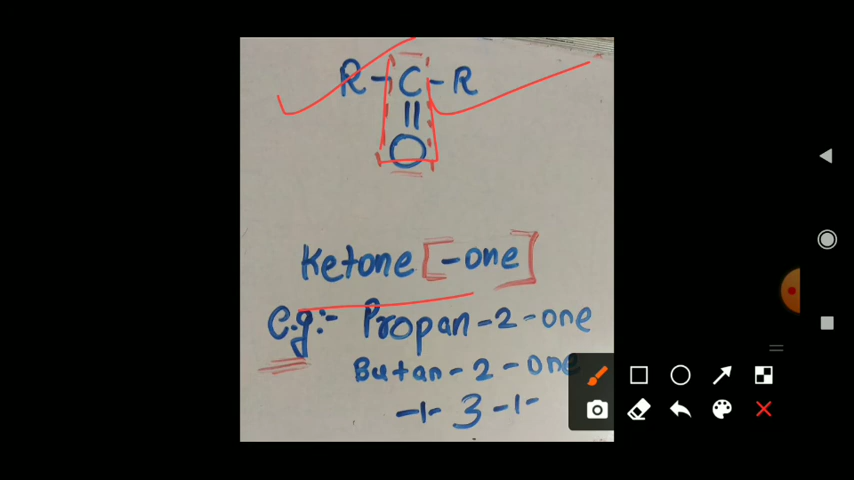 R-C-R
||
O
Ketone [-one]
e.g:- Propan-2-one
Butan-2-one
-1- 3 -1-